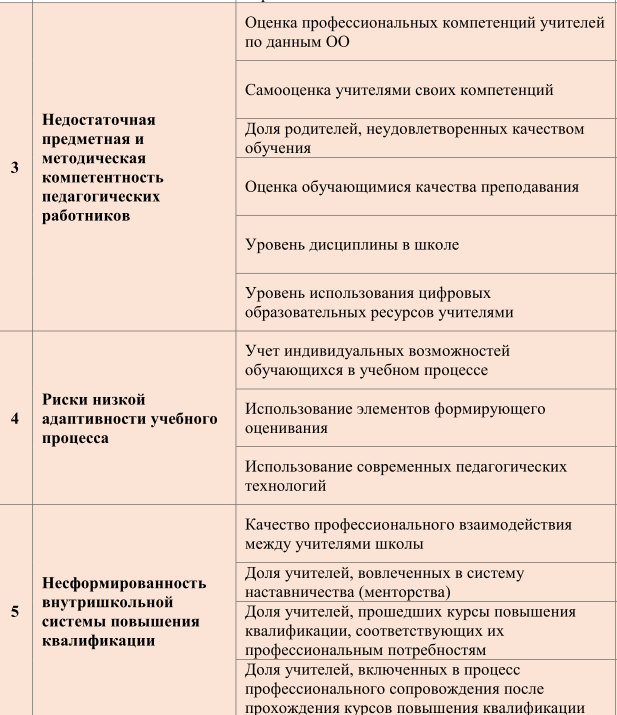 Оценка профессиональных компетенций учителей
по данным ОО
Самооценка учителями своих компетенций
Доля родителей, неудовлетворенных качеством
обучения
3
Недостаточная
предметная и
методическая
компетентность
педагогических
работников
Оценка обучающимися качества преподавания
Уровень дисциплины в школе
Уровень использования цифровых
образовательных ресурсов учителями
4
Риски низкой
адаптивности учебного
процесса
Учет индивидуальных возможностей
обучающихся в учебном процессе
Использование элементов формирующего
оценивания
Использование современных педагогических
технологий
5
Несформированность
внутришкольной
системы повышения
квалификации
Качество профессионального взаимодействия
между учителями школы
Доля учителей, вовлеченных в систему
наставничества (менторства)
Доля учителей, прошедших курсы повышения
квалификации, соответствующих их
профессиональным потребностям
Доля учителей, включенных в процесс
профессионального сопровождения после
прохождения курсов повышения квалификации